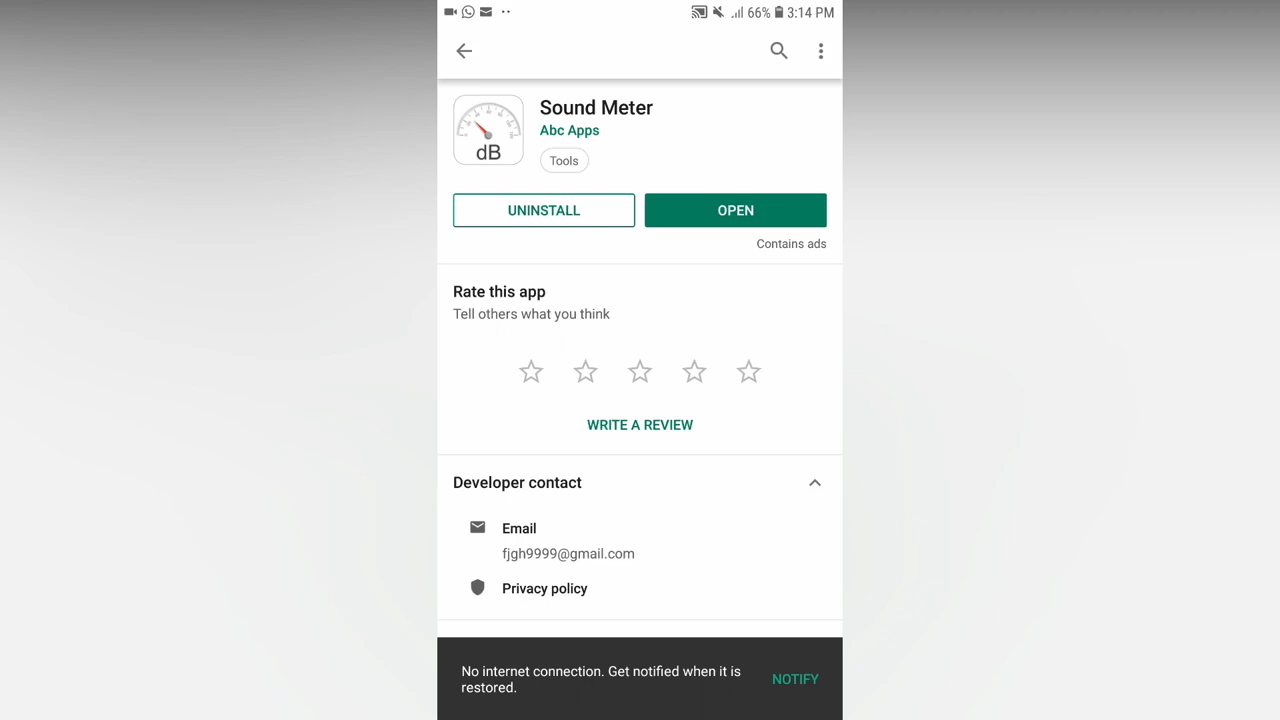 66% 3:14 PM
Sound Meter
Abc Apps
dB
Tools
UNINSTALL
OPEN
Contains ads
Rate this app
Tell others what you think
WRITE A REVIEW
Developer contact
Email
fjgh9999@gmail.com
Privacy policy
No internet connection. Get notified when it is
restored.
NOTIFY